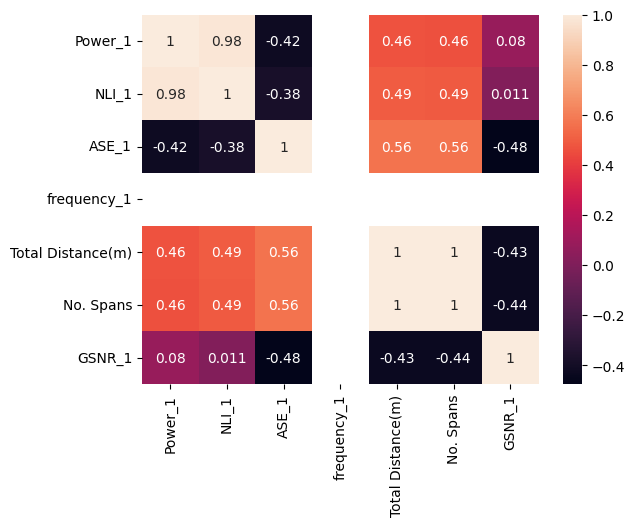 Power_1 1 0.98 -0.42 0.46 0.46 0.08
NLI_1 0.98 1 -0.38 0.49 0.49 0.011
ASE_1 -0.42 -0.38 1 0.56 0.56 -0.48
frequency_1
Total Distance(m) 0.46 0.49 0.56 1 1 -0.43
No. Spans 0.46 0.49 0.56 1 1 -0.44
GSNR_1 0.08 0.011 -0.48 -0.43 -0.44 1
Power_1
NLI_1
ASE_1
frequency_1
Total Distance(m)
No. Spans
GSNR_1
1.0
0.8
0.6
0.4
0.2
0.0
−0.2
−0.4